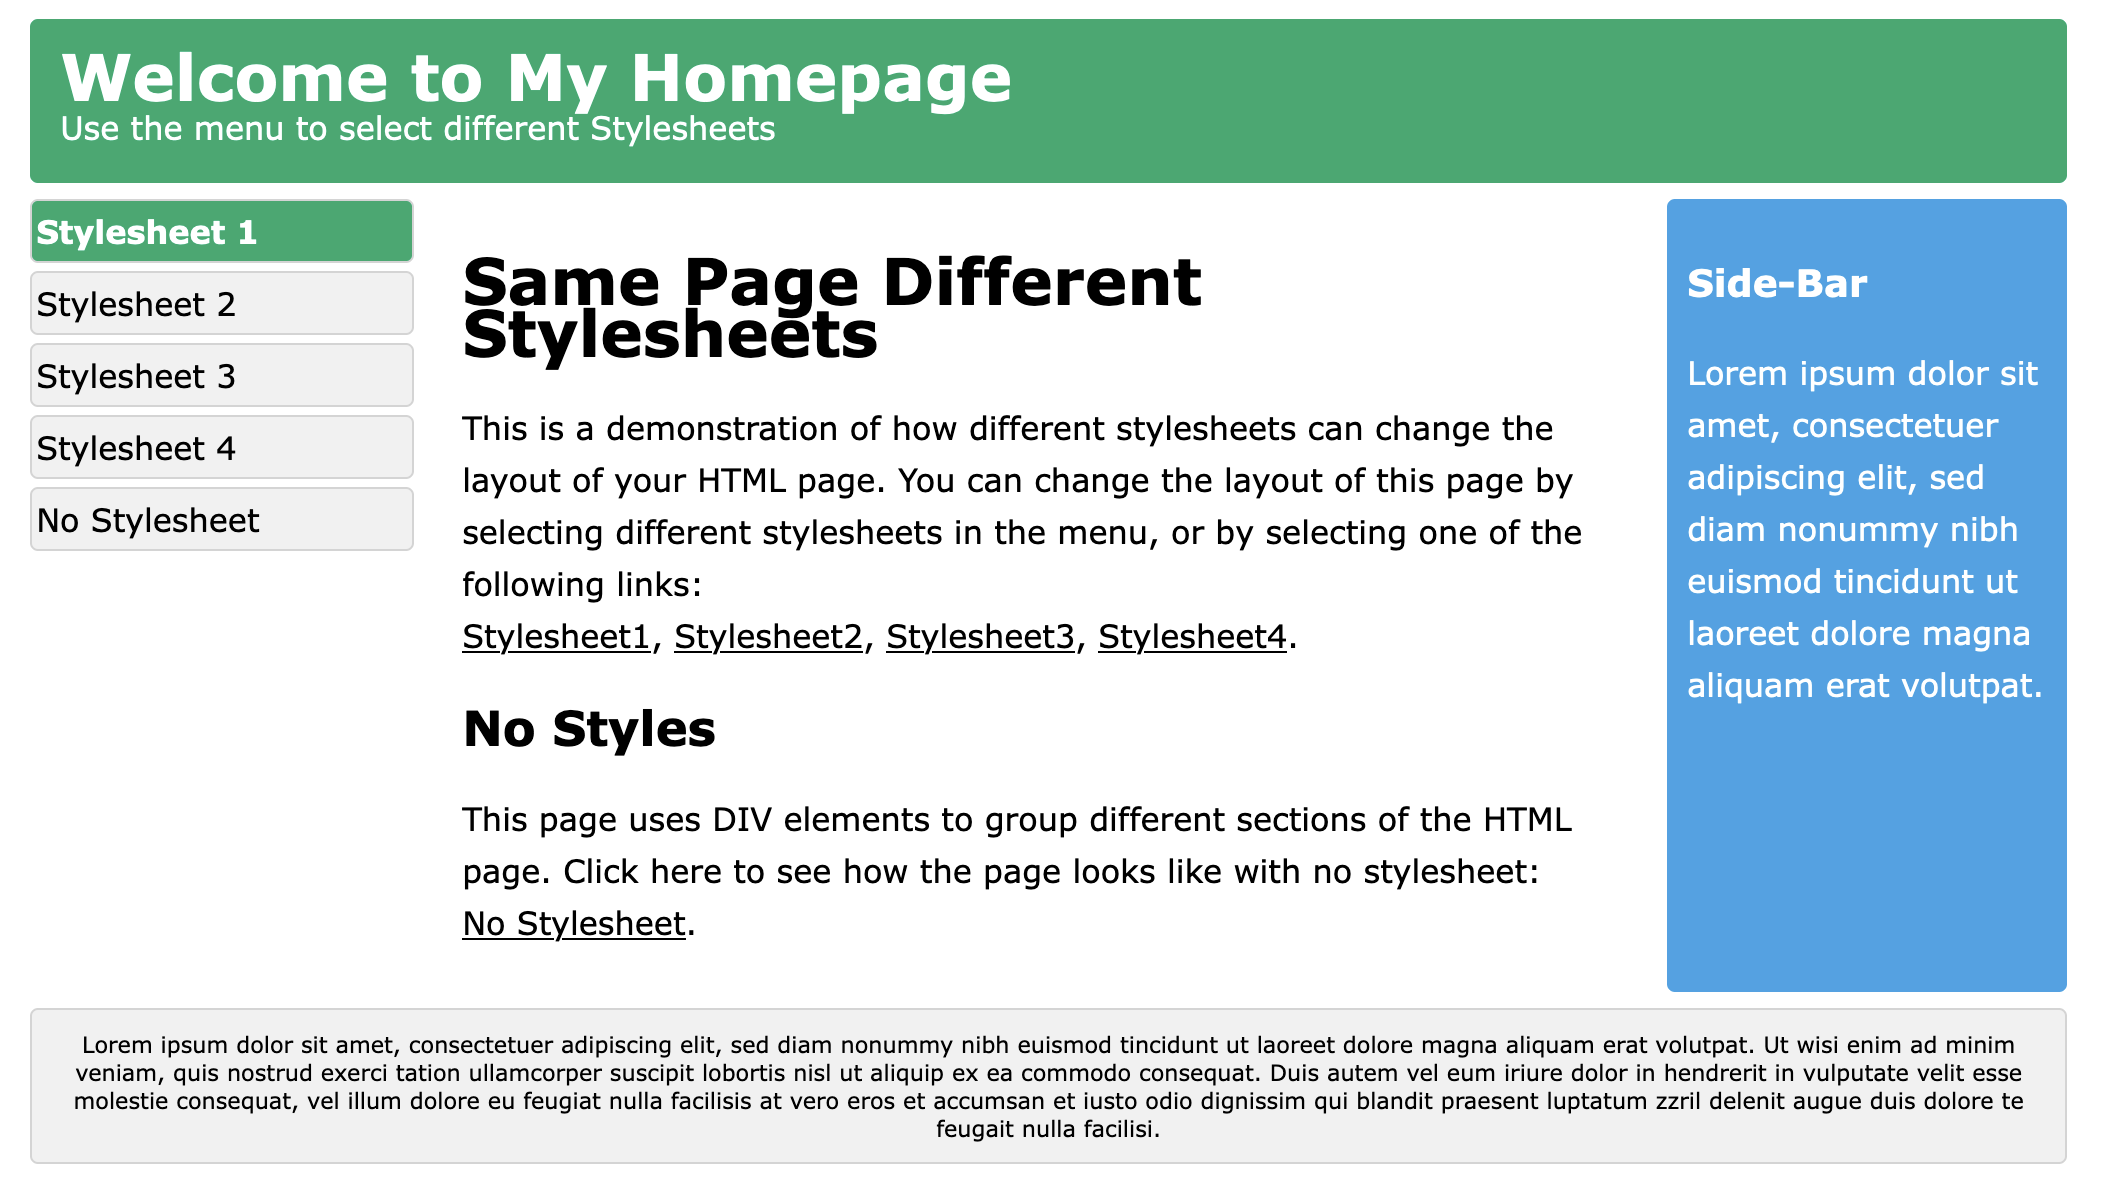 Welcome to My Homepage
Use the menu to select different Stylesheets
Stylesheet 1
Stylesheet 2
Stylesheet 3
Stylesheet 4
No Stylesheet
Same Page Different
Stylesheets
This is a demonstration of how different stylesheets can change the
layout of your HTML page. You can change the layout of this page by
selecting different stylesheets in the menu, or by selecting one of the
following links:
Stylesheet1, Stylesheet2, Stylesheet3, Stylesheet4.
No Styles
This page uses DIV elements to group different sections of the HTML
page. Click here to see how the page looks like with no stylesheet:
No Stylesheet.
Side-Bar
Lorem ipsum dolor sit
amet, consectetuer
adipiscing elit, sed
diam nonummy nibh
euismod tincidunt ut
laoreet dolore magna
aliquam erat volutpat.
Lorem ipsum dolor sit amet, consectetuer adipiscing elit, sed diam nonummy nibh euismod tincidunt ut laoreet dolore magna aliquam erat volutpat. Ut wisi enim ad minim
veniam, quis nostrud exerci tation ullamcorper suscipit lobortis nisl ut aliquip ex ea commodo consequat. Duis autem vel eum iriure dolor in hendrerit in vulputate velit esse
molestie consequat, vel illum dolore eu feugiat nulla facilisis at vero eros et accumsan et iusto odio dignissim qui blandit praesent luptatum zzril delenit augue duis dolore te
feugait nulla facilisi.